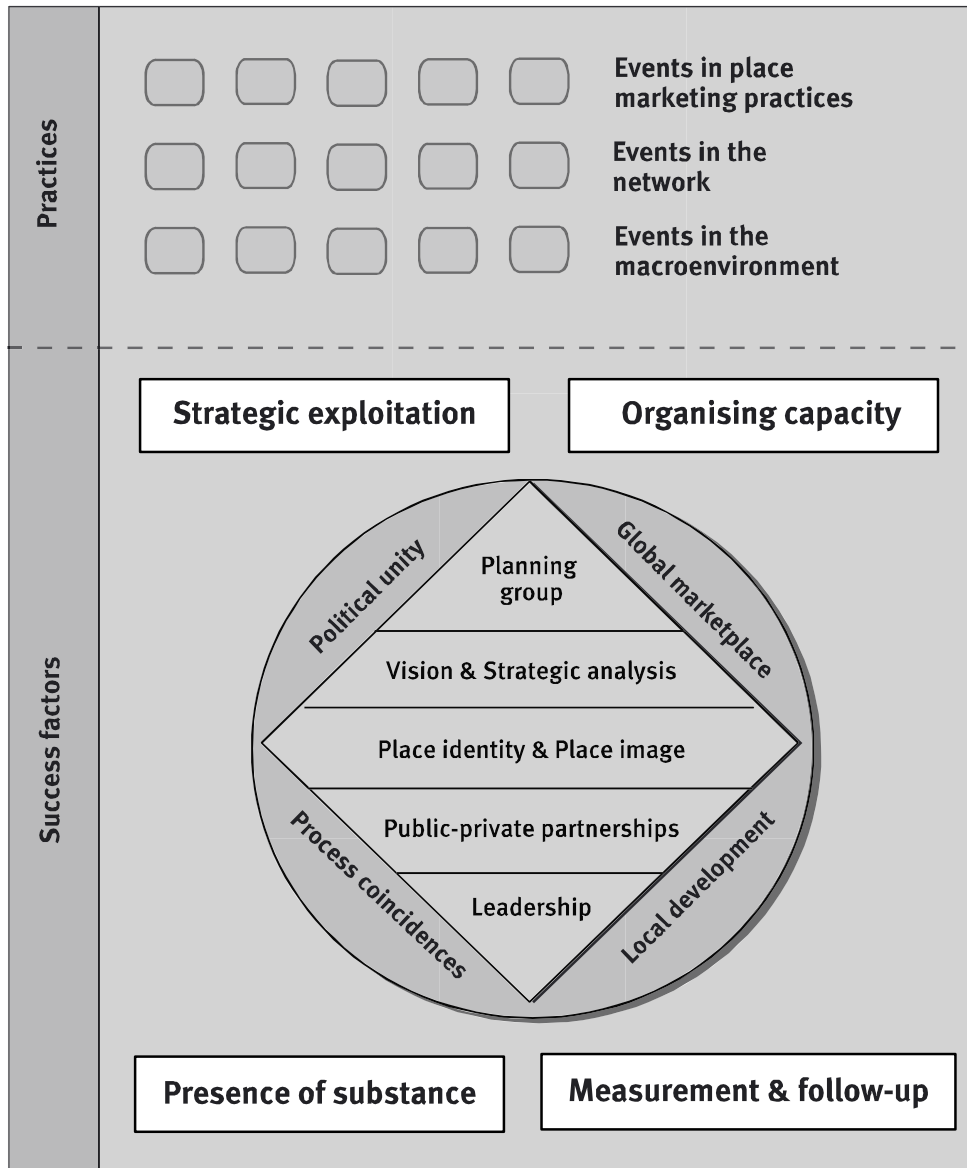 Practices
Events in place
marketing practices
Events in the
network
Events in the
macroenvironment
Success factors
Strategic exploitation
Organising capacity
Political unity
Global marketplace
Planning
group
Vision & Strategic analysis
Place identity & Place image
Public-private partnerships
Leadership
Process coincidences
Local development
Presence of substance
Measurement & follow-up